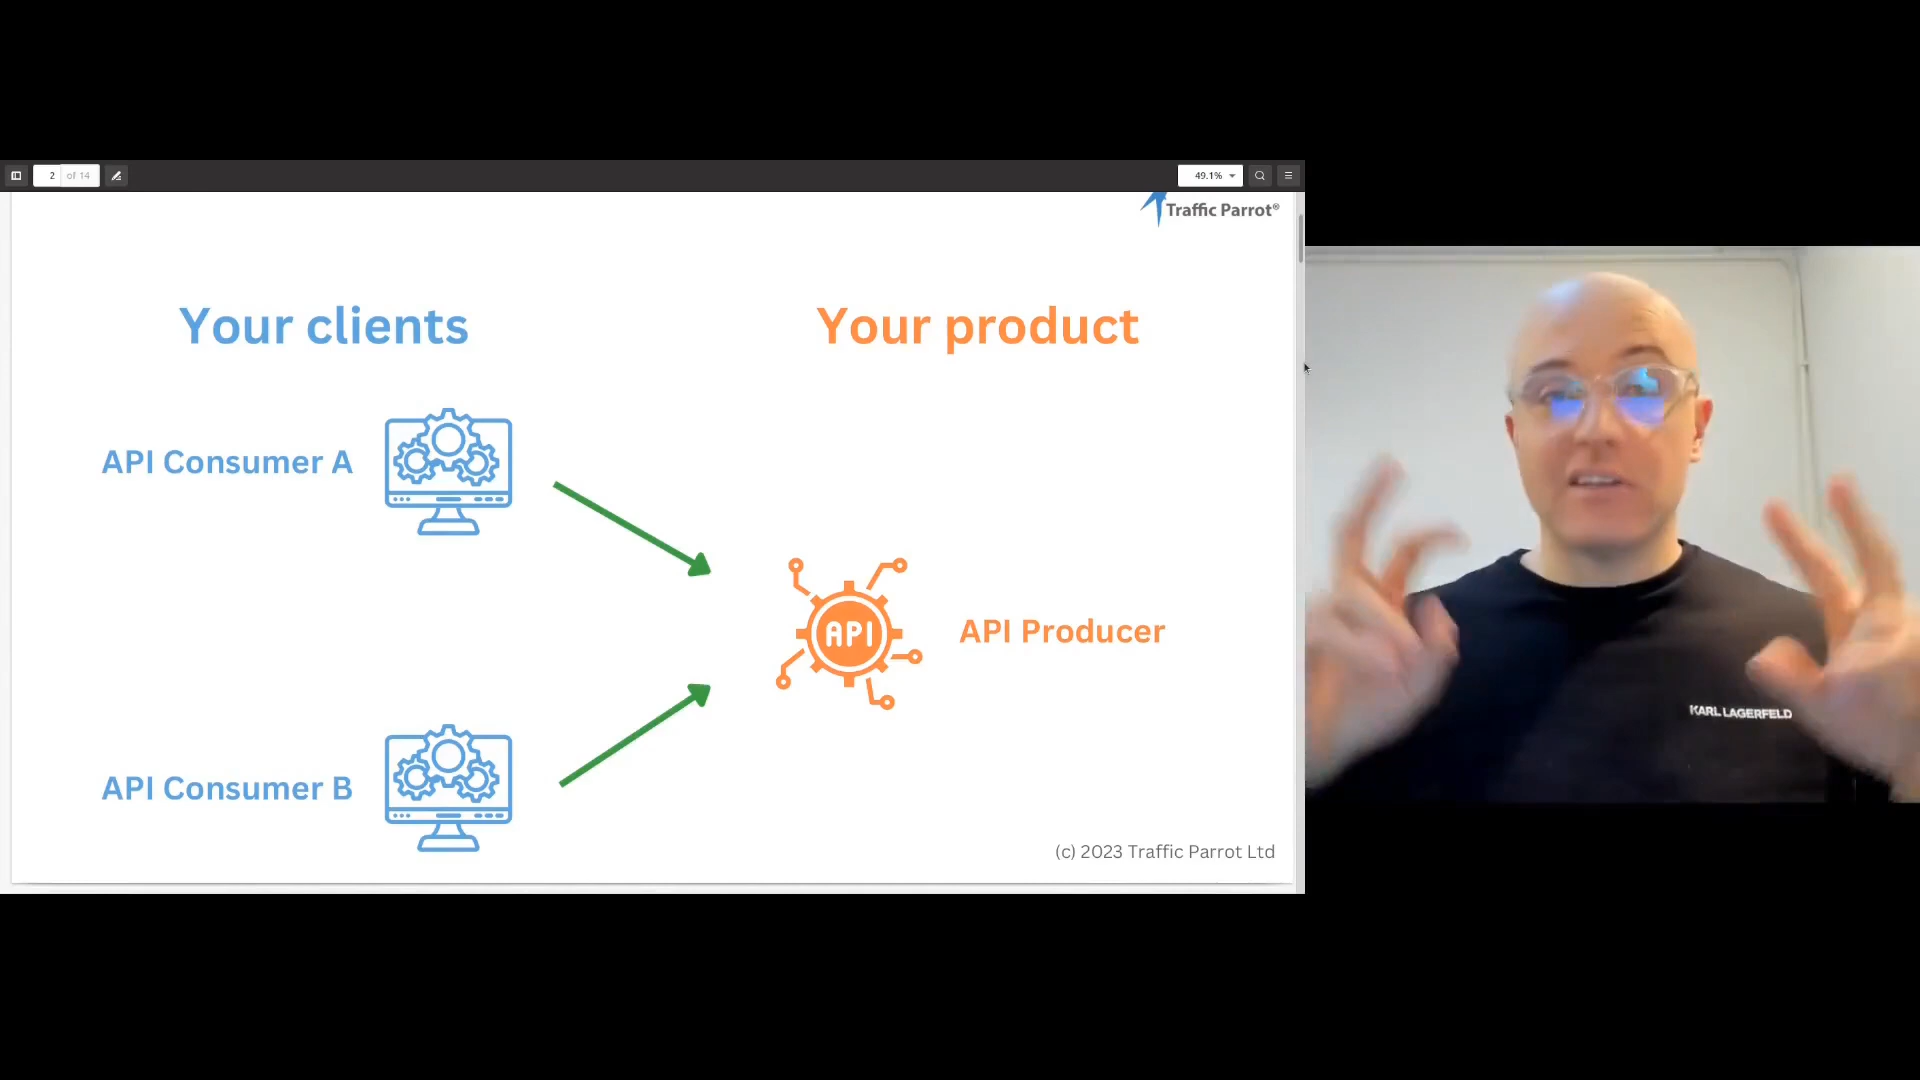 2 of 14
49.1%
Traffic Parrot®
Your clients
Your product
API Consumer A
API
API Producer
KARL LAGERFELD
API Consumer B
(c) 2023 Traffic Parrot Ltd